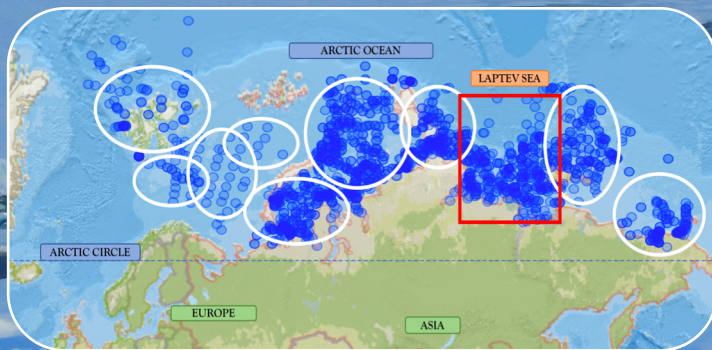 ARCTIC OCEAN
LAPTEV SEA
ARCTIC CIRCLE
EUROPE
ASIA